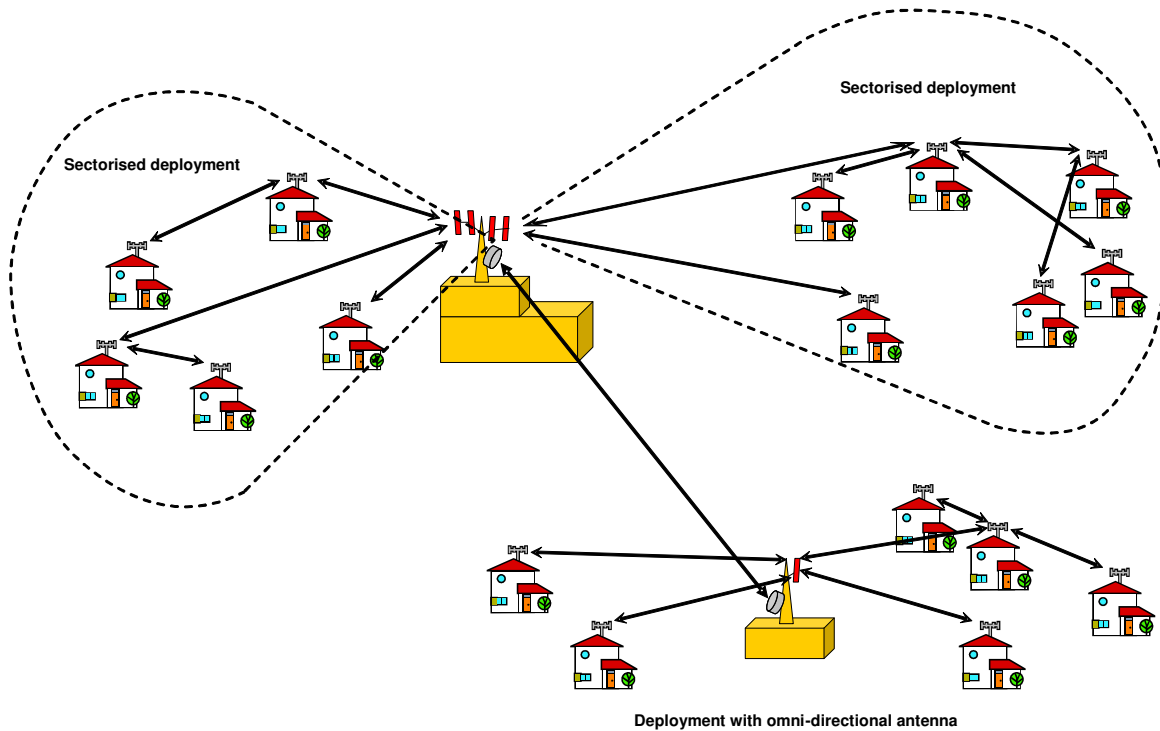 Sectorised deployment
Sectorised deployment
Deployment with omni-directional antenna